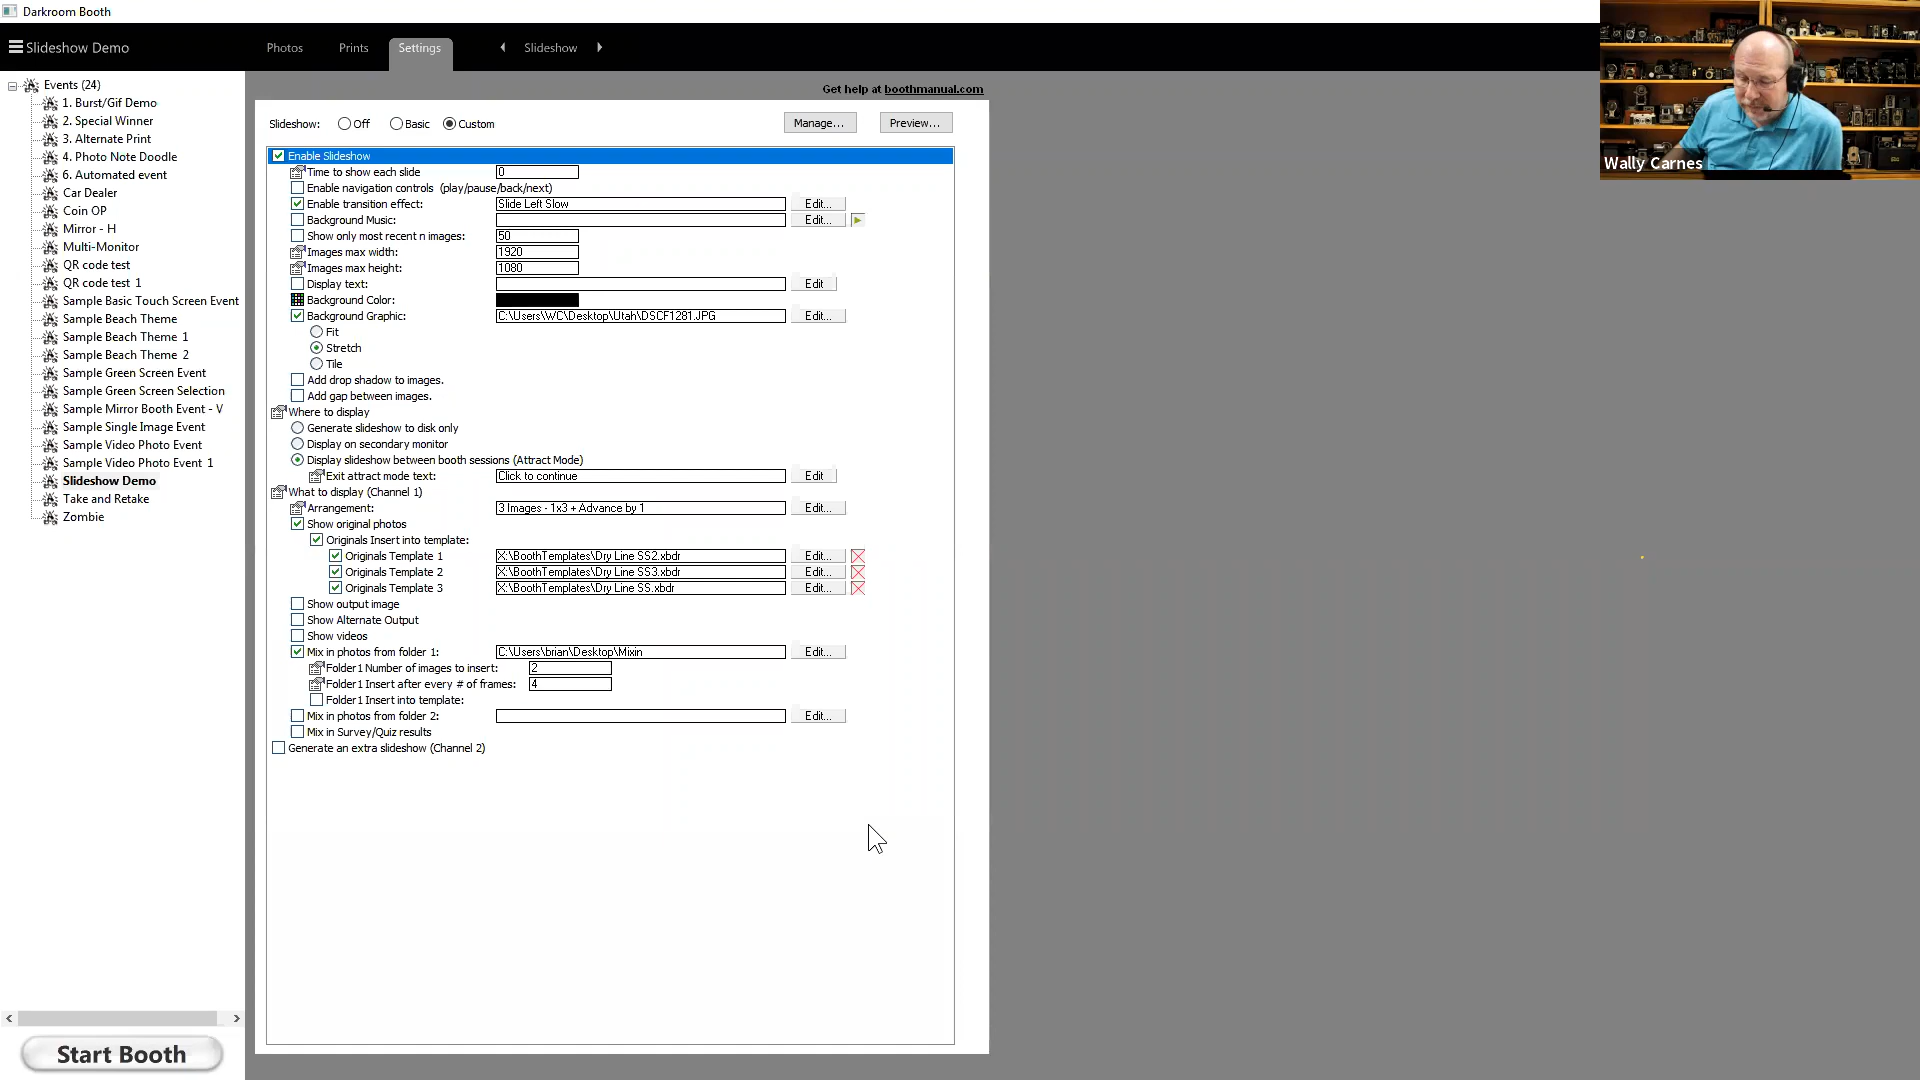 Darkroom Booth
Slideshow Demo
Photos
Prints
Settings
Slideshow
Wally Carnes
Events (24)
1. Burst/Gif Demo
2. Special Winner
3. Alternate Print
4. Photo Note Doodle
6. Automated event
Car Dealer
Coin OP
Mirror - H
Multi-Monitor
QR code test
QR code test 1
Sample Basic Touch Screen Event
Sample Beach Theme
Sample Beach Theme 1
Sample Beach Theme 2
Sample Green Screen Event
Sample Green Screen Selection
Sample Mirror Booth Event - V
Sample Single Image Event
Sample Video Photo Event
Sample Video Photo Event 1
Slideshow Demo
Take and Retake
Zombie
Start Booth
Get help at boothmanual.com
Slideshow: Off Basic Custom Manage... Preview...
Enable Slideshow
Time to show each slide 0
Enable navigation controls (play/pause/back/next)
Enable transition effect: Slide Left Slow Edit...
Background Music: Edit...
Show only most recent n images: 50
Images max width: 1920
Images max height: 1080
Display text: Edit
Background Color:
Background Graphic: C:\Users\WC\Desktop\Utah\DSCF1281.JPG Edit...
Fit
Stretch
Tile
Add drop shadow to images.
Add gap between images.
Where to display
Generate slideshow to disk only
Display on secondary monitor
Display slideshow between booth sessions (Attract Mode)
Exit attract mode text: Click to continue Edit
What to display (Channel 1)
Arrangement: 3 Images - 1x3 + Advance by 1 Edit...
Show original photos
Originals Insert into template:
Originals Template 1 X:\BoothTemplates\Dry Line SS2.xbdr Edit...
Originals Template 2 X:\BoothTemplates\Dry Line SS3.xbdr Edit...
Originals Template 3 X:\BoothTemplates\Dry Line SS.xbdr Edit...
Show output image
Show Alternate Output
Show videos
Mix in photos from folder 1: C:\Users\brian\Desktop\Mixin Edit...
Folder1 Number of images to insert: 2
Folder1 Insert after every # of frames: 4
Folder1 Insert into template:
Mix in photos from folder 2: Edit...
Mix in Survey/Quiz results
Generate an extra slideshow (Channel 2)